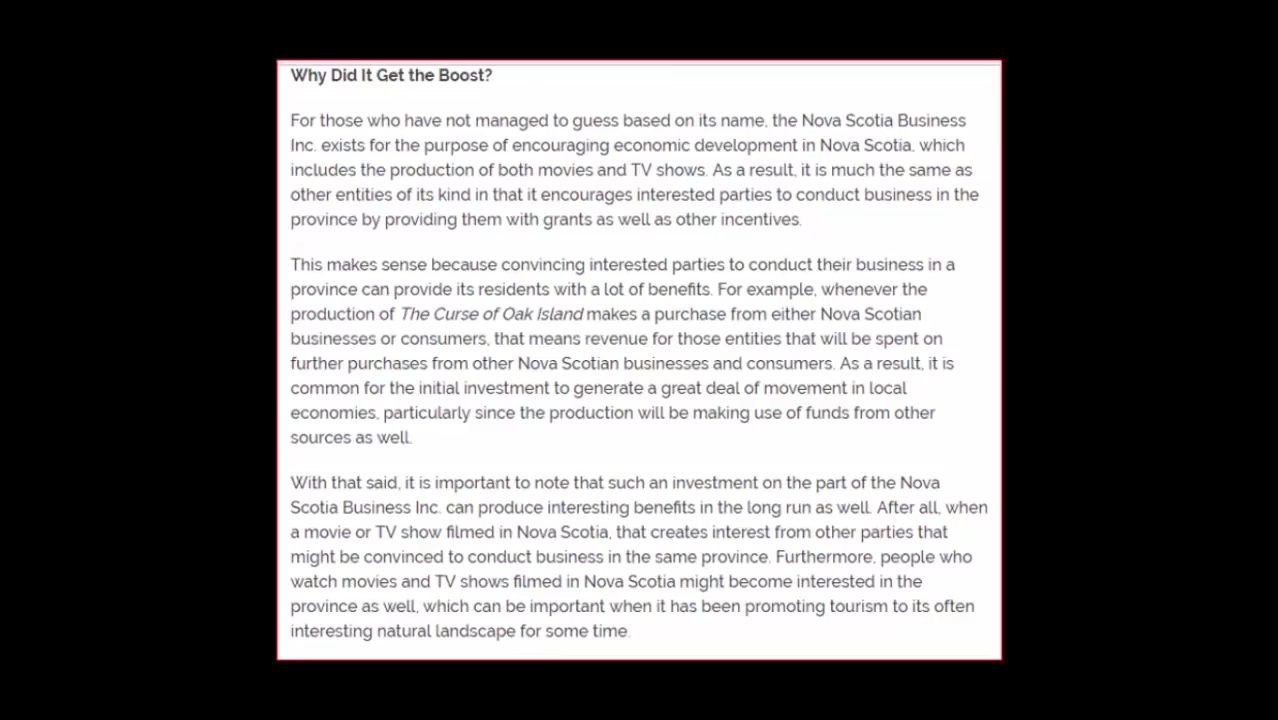 Why Did It Get the Boost?
For those who have not managed to guess based on its name, the Nova Scotia Business
Inc. exists for the purpose of encouraging economic development in Nova Scotia, which
includes the production of both movies and TV shows. As a result, it is much the same as
other entities of its kind in that it encourages interested parties to conduct business in the
province by providing them with grants as well as other incentives.
This makes sense because convincing interested parties to conduct their business in a
province can provide its residents with a lot of benefits. For example, whenever the
production of The Curse of Oak Island makes a purchase from either Nova Scotian
businesses or consumers, that means revenue for those entities that will be spent on
further purchases from other Nova Scotian businesses and consumers. As a result, it is
common for the initial investment to generate a great deal of movement in local
economies, particularly since the production will be making use of funds from other
sources as well.
With that said, it is important to note that such an investment on the part of the Nova
Scotia Business Inc. can produce interesting benefits in the long run as well. After all, when
a movie or TV show filmed in Nova Scotia, that creates interest from other parties that
might be convinced to conduct business in the same province. Furthermore, people who
watch movies and TV shows filmed in Nova Scotia might become interested in the
province as well, which can be important when it has been promoting tourism to its often
interesting natural landscape for some time.